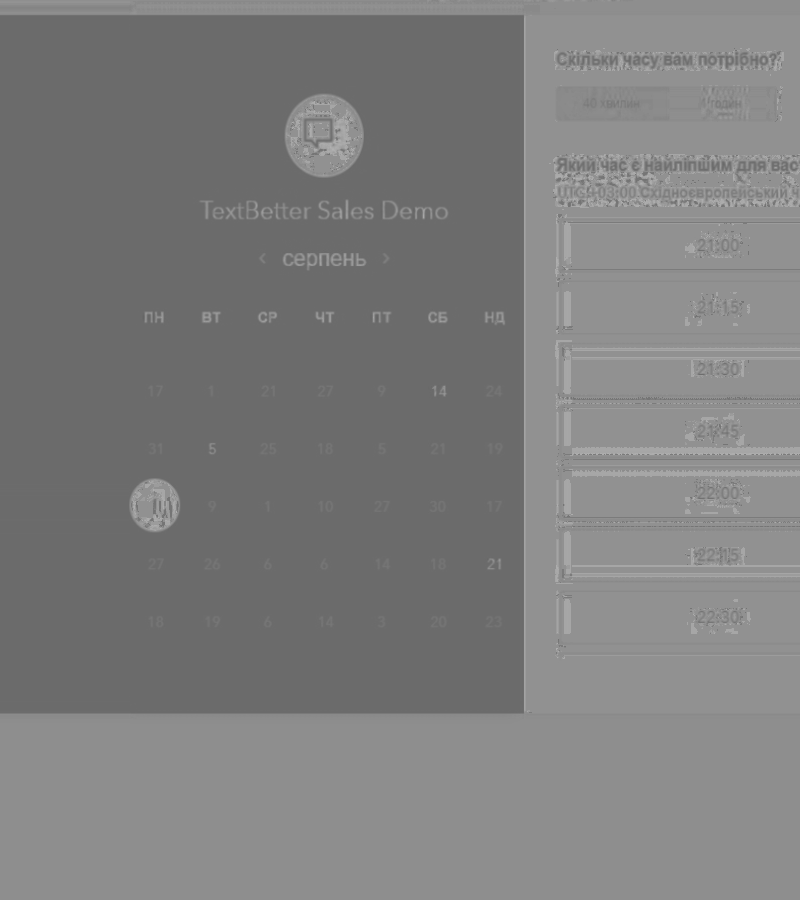 TextBetter Sales Demo
‹ серпень ›
ПН ВТ СР ЧТ ПТ СБ НД
17 1 21 27 9 14 24
31 5 25 18 5 21 19
9 1 10 27 30 17
27 26 6 6 14 18 21
18 19 6 14 3 20 23
Скільки часу вам потрібно?
хвилин годин
Який час є найліпшим для вас
UTC+03:00 Східноєвропейський
21:00
21:15
21:30
21:45
22:00
22:15
22:30